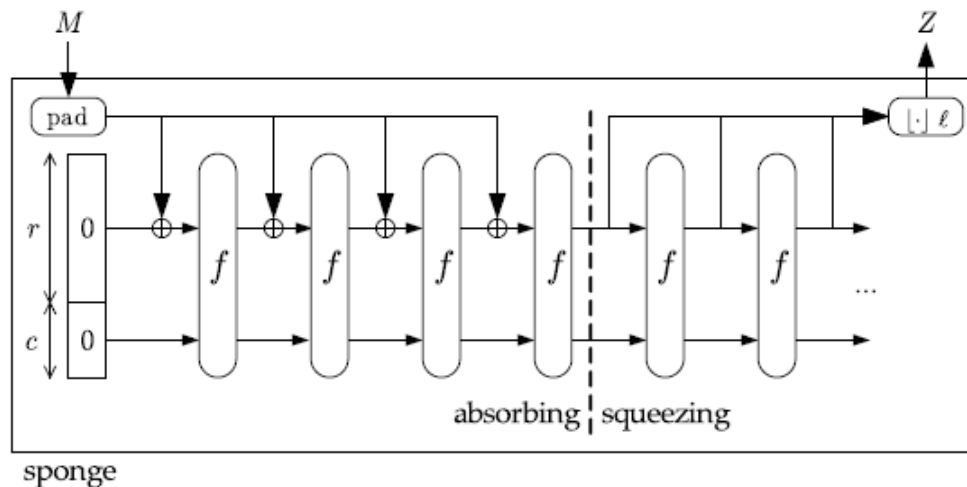 M Z
pad ⌊·⌋ ℓ
r 0 f f f f f f
c 0 ...
absorbing squeezing
sponge